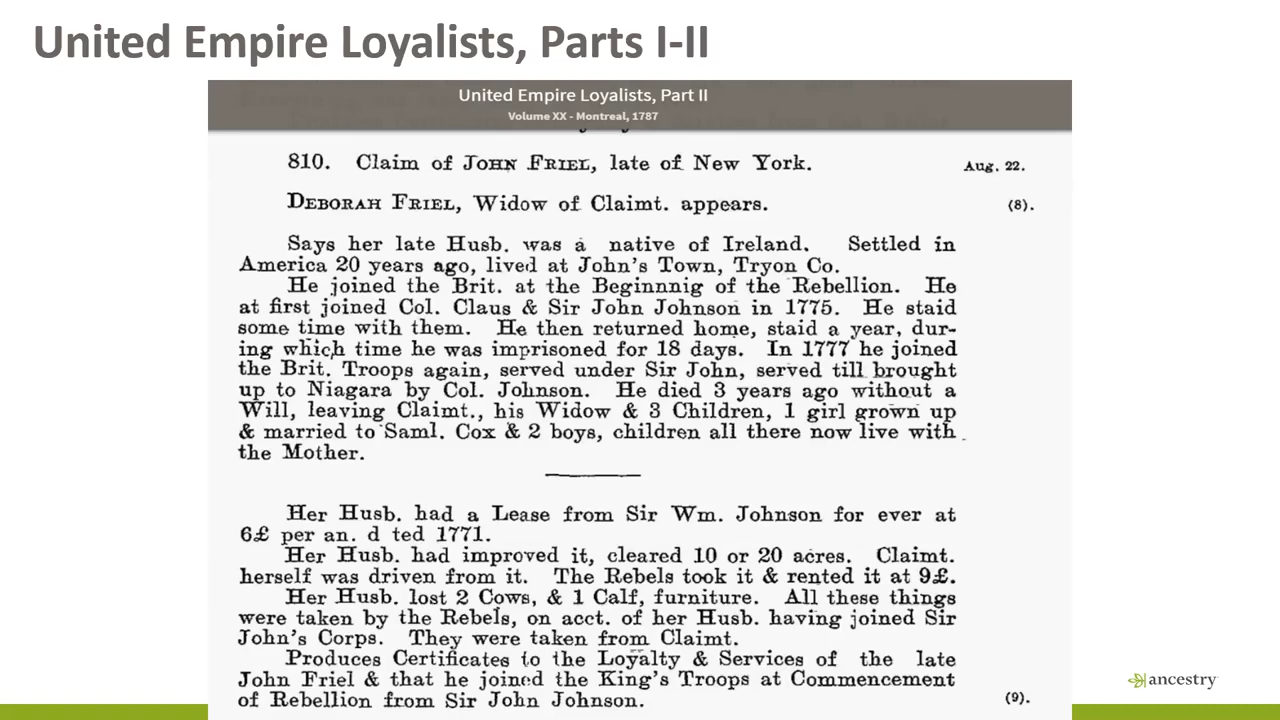 United Empire Loyalists, Parts I-II
United Empire Loyalists, Part II
Volume XX - Montreal, 1787
810. Claim of JOHN FRIEL, late of New York. Aug. 22.
DEBORAH FRIEL, Widow of Claimt. appears. (8).
Says her late Husb. was a native of Ireland. Settled in
America 20 years ago, lived at John's Town, Tryon Co.
He joined the Brit. at the Beginnnig of the Rebellion. He
at first joined Col. Claus & Sir John Johnson in 1775. He staid
some time with them. He then returned home, staid a year, dur-
ing which time he was imprisoned for 18 days. In 1777 he joined
the Brit. Troops again, served under Sir John, served till brought
up to Niagara by Col. Johnson. He died 3 years ago without a
Will, leaving Claimt., his Widow & 3 Children, 1 girl grown up
& married to Saml. Cox & 2 boys, children all there now live with
the Mother.
Her Husb. had a Lease from Sir Wm. Johnson for ever at
6£ per an. d ted 1771.
Her Husb. had improved it, cleared 10 or 20 acres. Claimt.
herself was driven from it. The Rebels took it & rented it at 9£.
Her Husb. lost 2 Cows, & 1 Calf, furniture. All these things
were taken by the Rebels, on acct. of her Husb. having joined Sir
John's Corps. They were taken from Claimt.
Produces Certificates to the Loyalty & Services of the late
John Friel & that he joined the King's Troops at Commencement
of Rebellion from Sir John Johnson. (9).
ancestry